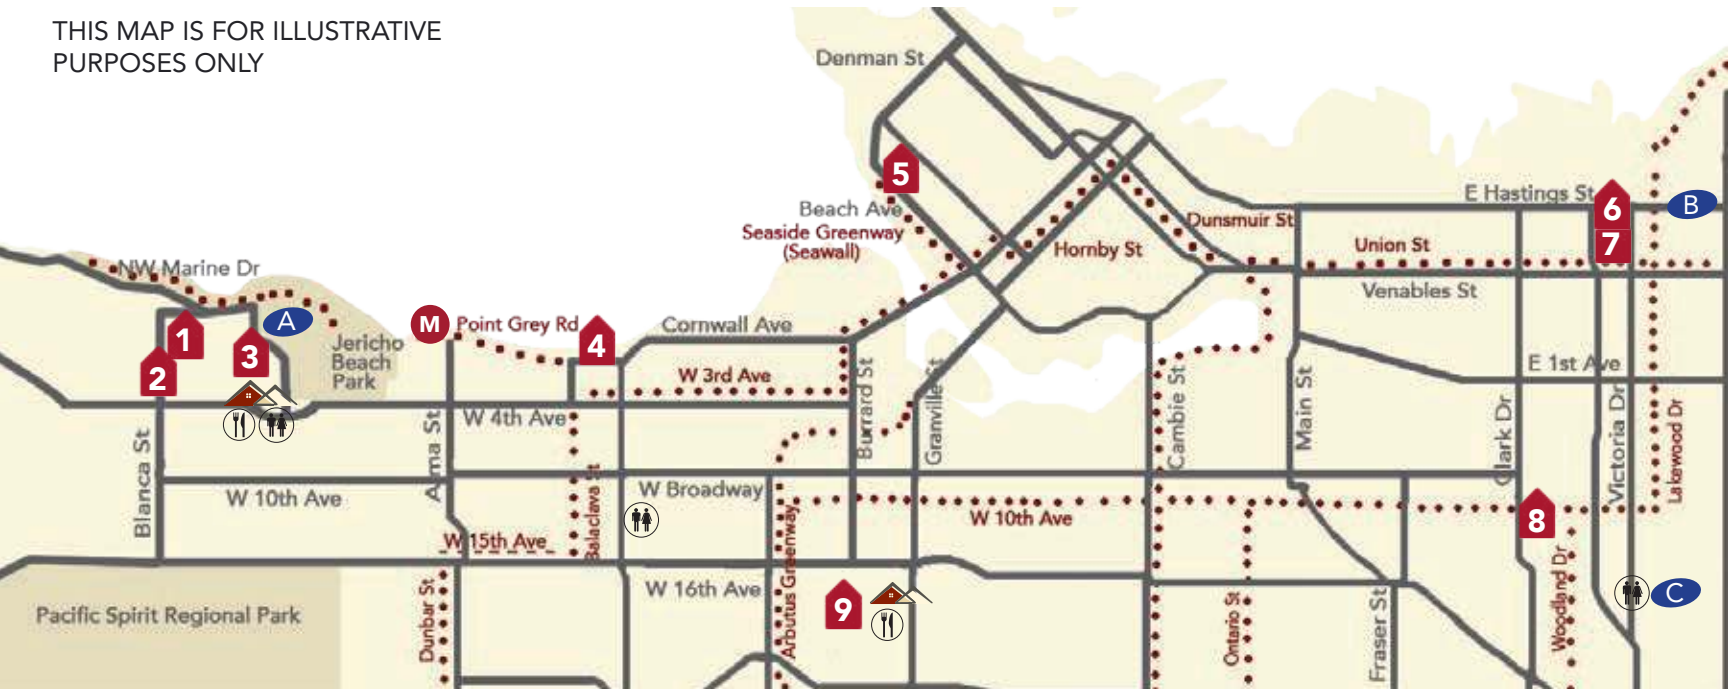 THIS MAP IS FOR ILLUSTRATIVE
PURPOSES ONLY
Denman St
5
Beach Ave
Seaside Greenway
(Seawall)
Hornby St
Dunsmuir St
E Hastings St
6
B
7
Union St
Venables St
NW Marine Dr
A
1
2
3
Jericho
Beach
Park
M
Point Grey Rd
4
Cornwall Ave
W 3rd Ave
E 1st Ave
W 4th Ave
Blanca St
Alma St
Burrard St
Granville St
Cambie St
Main St
Clark Dr
Victoria Dr
Lakewood Dr
W 10th Ave
W Broadway
Balaclava St
W 10th Ave
8
W 15th Ave
Arbutus Greenway
W 16th Ave
9
Pacific Spirit Regional Park
Dunbar St
Ontario St
Fraser St
Woodland Dr
C